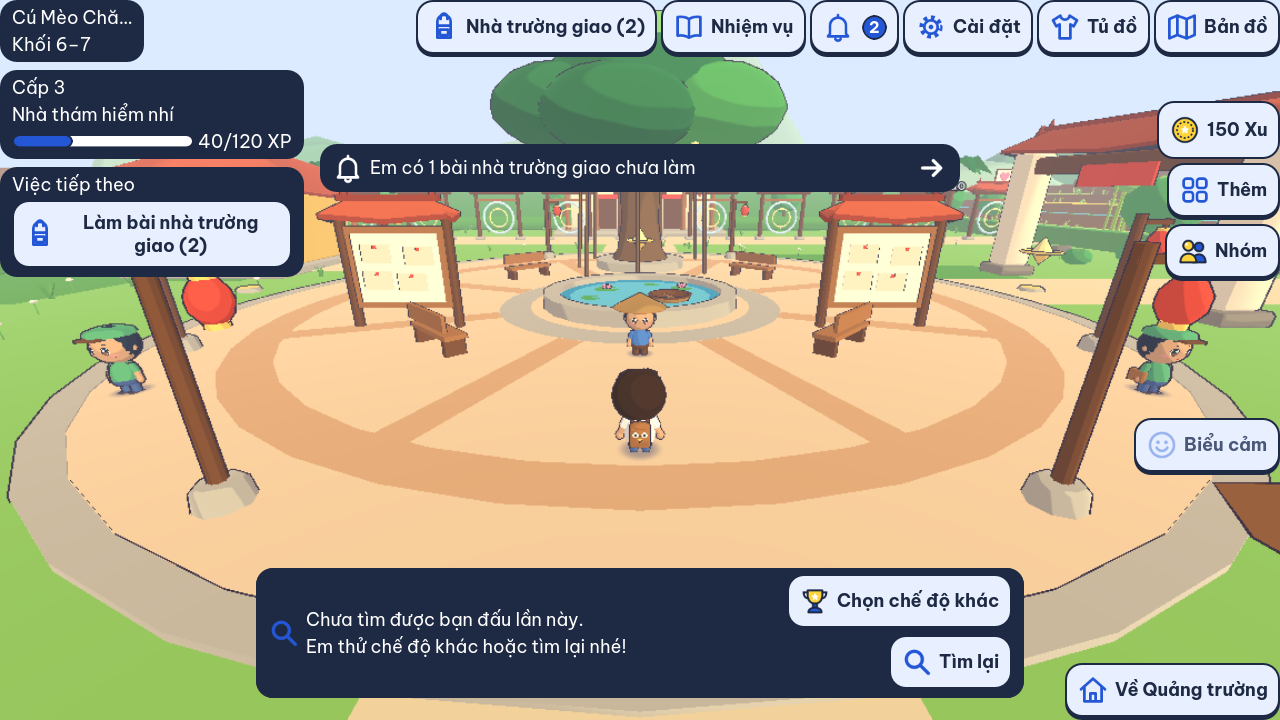 Cú Mèo Chă...
Khối 6–7
Nhà trường giao (2)
Nhiệm vụ
2
Cài đặt
Tủ đồ
Bản đồ
Cấp 3
Nhà thám hiểm nhí
40/120 XP
150 Xu
Em có 1 bài nhà trường giao chưa làm
Thêm
Việc tiếp theo
Làm bài nhà trường
giao (2)
Nhóm
Biểu cảm
Chọn chế độ khác
Chưa tìm được bạn đấu lần này.
Em thử chế độ khác hoặc tìm lại nhé!
Tìm lại
Về Quảng trường